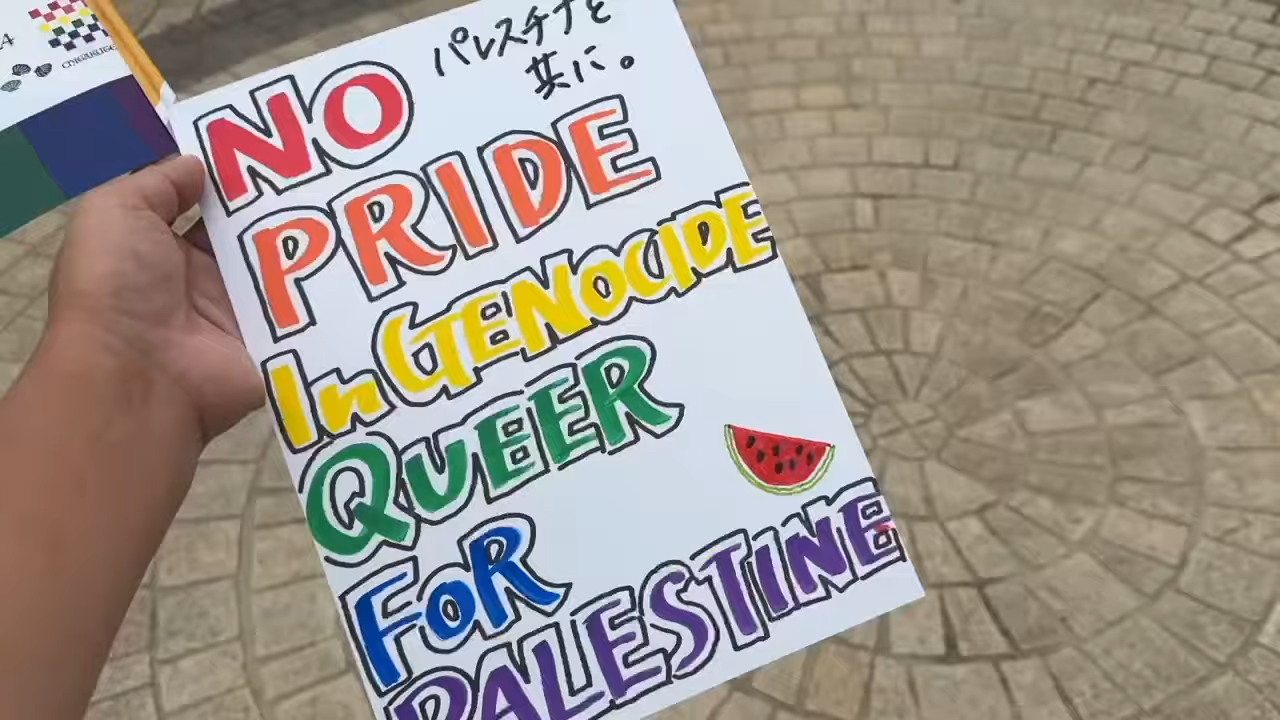 パレスチナと
共に。
NO
PRIDE
In GENOCIDE
QUEER
FOR
PALESTINE